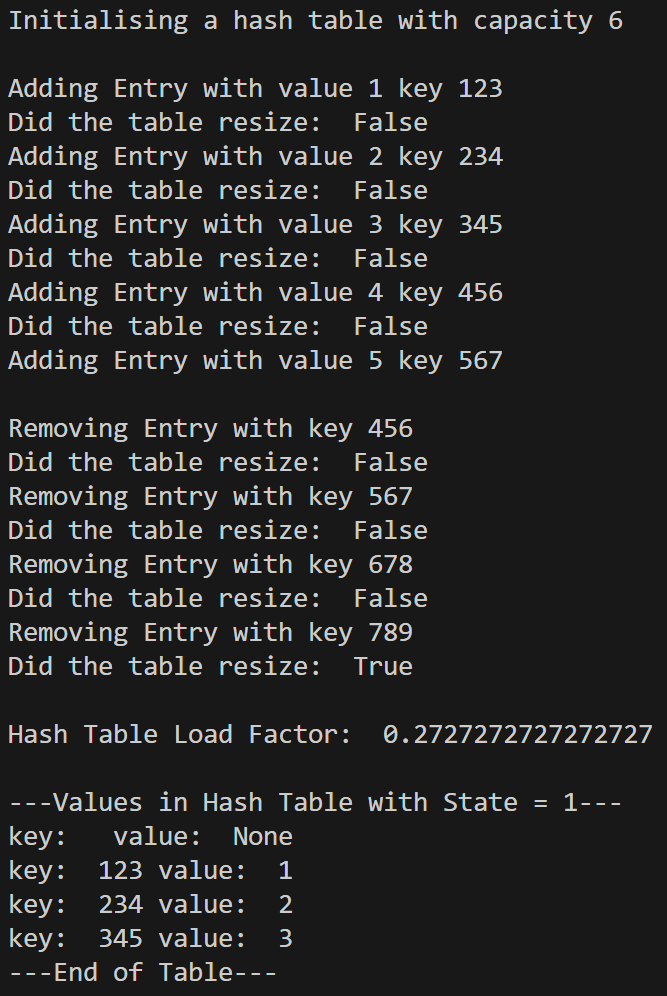 Initialising a hash table with capacity 6
Adding Entry with value 1 key 123
Did the table resize:  False
Adding Entry with value 2 key 234
Did the table resize:  False
Adding Entry with value 3 key 345
Did the table resize:  False
Adding Entry with value 4 key 456
Did the table resize:  False
Adding Entry with value 5 key 567
Removing Entry with key 456
Did the table resize:  False
Removing Entry with key 567
Did the table resize:  False
Removing Entry with key 678
Did the table resize:  False
Removing Entry with key 789
Did the table resize:  True
Hash Table Load Factor:  0.2727272727272727
---Values in Hash Table with State = 1---
key:   value:  None
key:  123 value:  1
key:  234 value:  2
key:  345 value:  3
---End of Table---